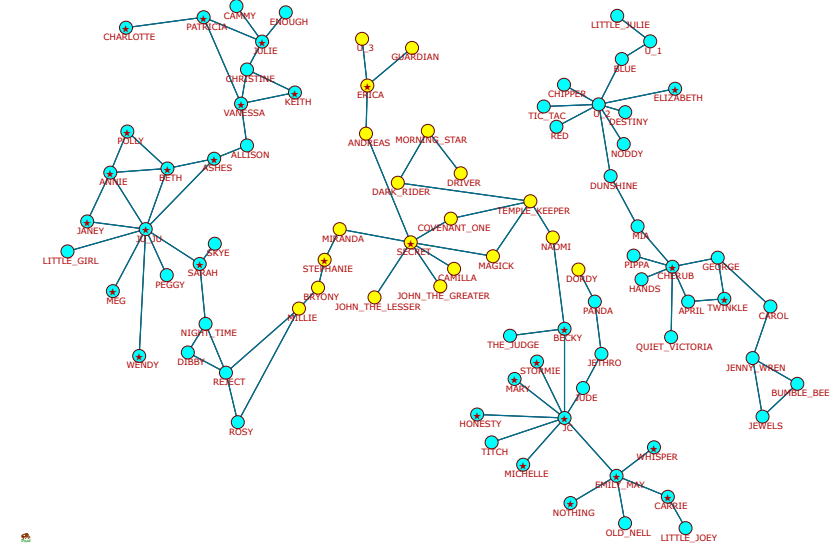 CAMMY
ENOUGH
LITTLE_JULIE
PATRICIA
CHARLOTTE
JULIE
U_3
GUARDIAN
U_1
BLUE
CHRISTINE
ERICA
CHIPPER
ELIZABETH
KEITH
VANESSA
TIC_TAC
U_2
DESTINY
RED
POLLY
ANDREAS
MORNING_STAR
NODDY
ALLISON
ASHES
BETH
ANNIE
DRIVER
DARK_RIDER
DUNSHINE
TEMPLE_KEEPER
JANEY
COVENANT_ONE
MIA
JU_JU
MIRANDA
SECRET
NAOMI
SKYE
LITTLE_GIRL
MAGICK
PIPPA
GEORGE
SARAH
STEPHANIE
CAMILLA
DORDY
CHERUB
PEGGY
HANDS
BRYONY
JOHN_THE_GREATER
MEG
JOHN_THE_LESSER
PANDA
APRIL
TWINKLE
CAROL
MILLIE
NIGHT_TIME
BECKY
THE_JUDGE
QUIET_VICTORIA
WENDY
DIBBY
JETHRO
JENNY_WREN
STORMIE
REJECT
MARY
JUDE
BUMBLE_BEE
HONESTY
JC
JEWELS
ROSY
TITCH
WHISPER
MICHELLE
EMILY_MAY
CARRIE
NOTHING
OLD_NELL
LITTLE_JOEY